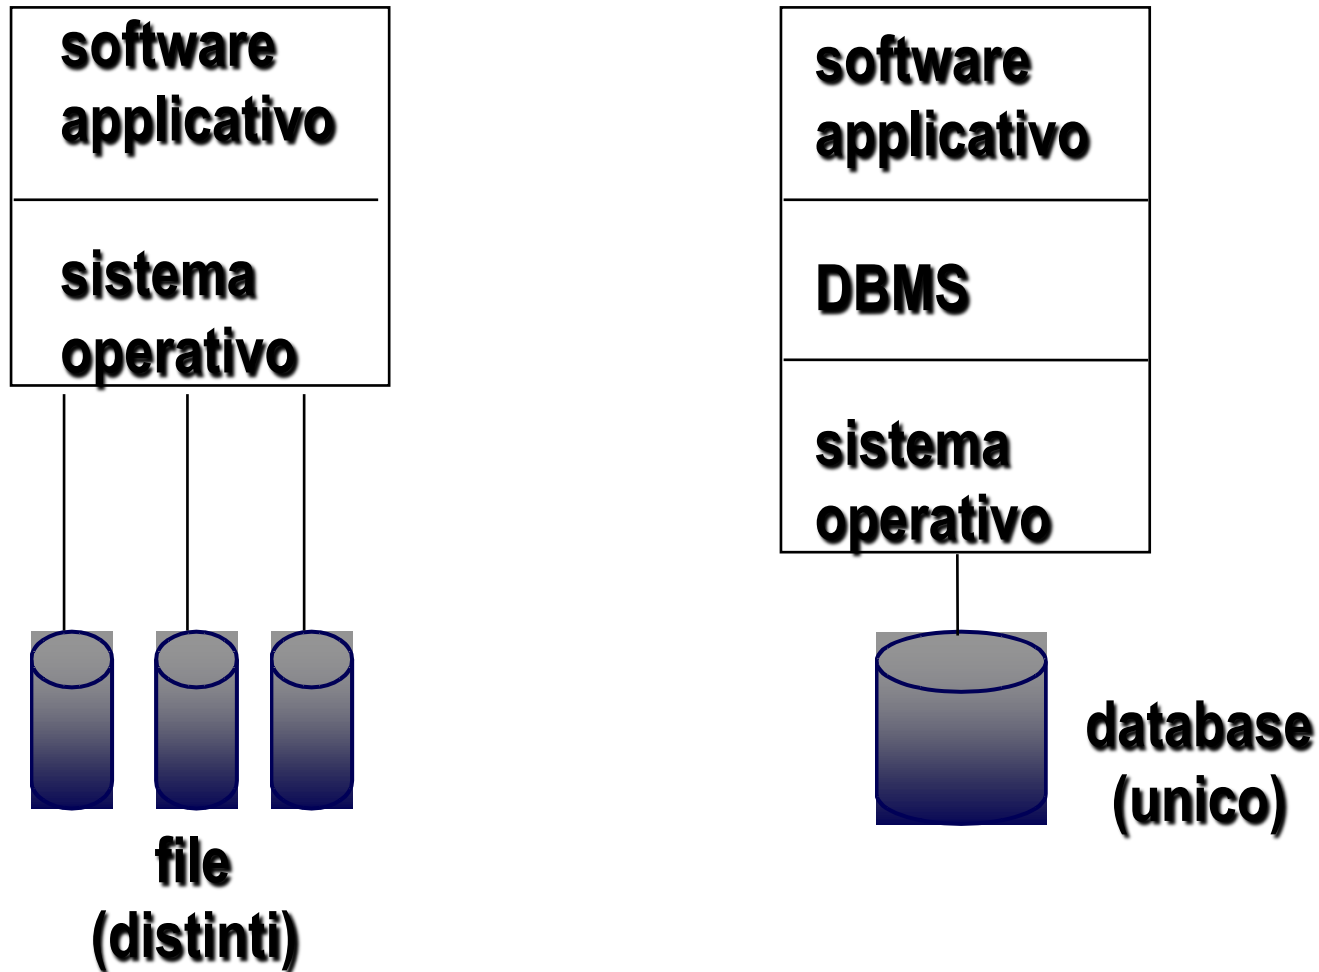 software
applicativo
sistema
operativo
file
(distinti)
software
applicativo
DBMS
sistema
operativo
database
(unico)